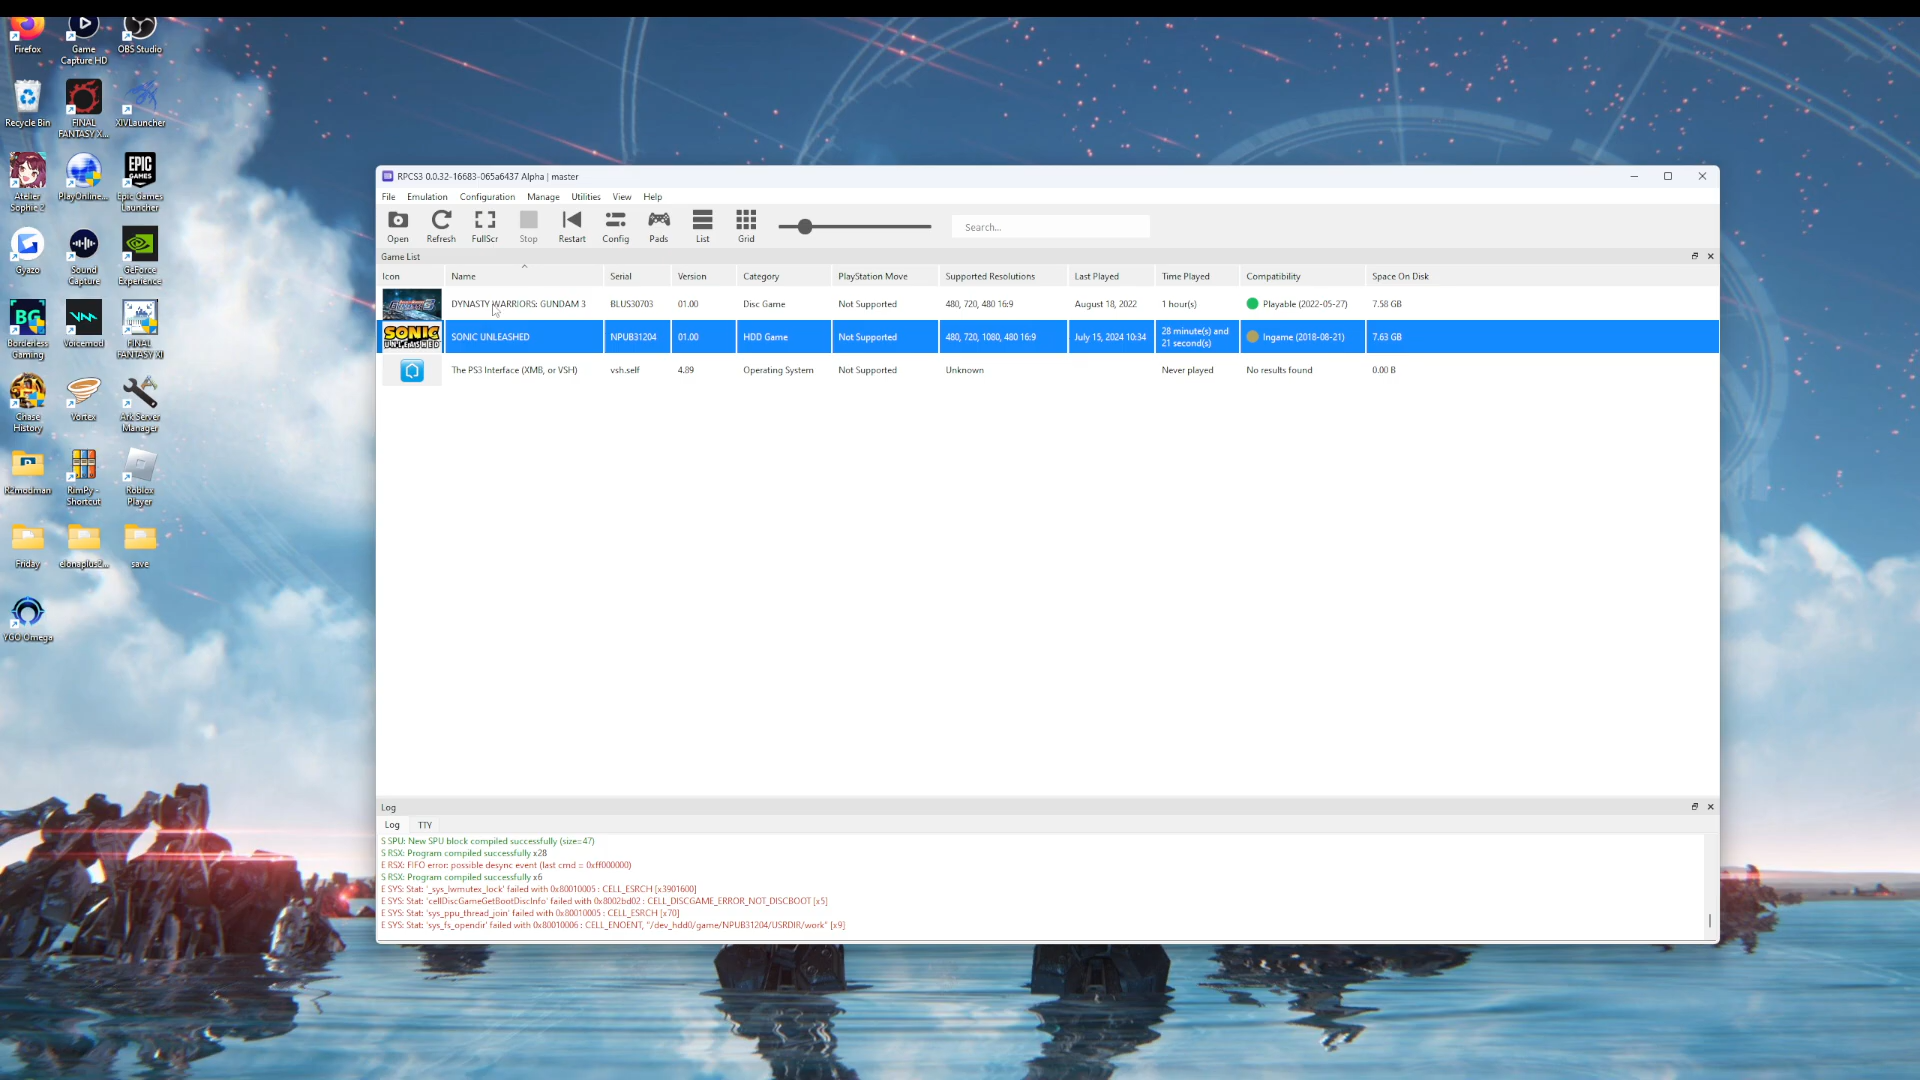 Firefox
Game
Capture HD
OBS Studio
Recycle Bin
FINAL
FANTASY X...
XIVLauncher
Atelier
Sophie 2
PlayOnline...
EPIC
GAMES
Epic Games
Launcher
Gyazo
Sound
Capture
GeForce
Experience
BG
Borderless
Gaming
Voicemod
FINAL
FANTASY XI
Chase
History
Vortex
Ark Server
Manager
R2modman
RimPy -
Shortcut
Roblox
Player
Friday
elonaplus2...
save
YGO Omega
RPCS3 0.0.32-16683-065a6437 Alpha | master
File Emulation Configuration Manage Utilities View Help
Open Refresh FullScr Stop Restart Config Pads List Grid Search...
Game List
Icon Name Serial Version Category PlayStation Move Supported Resolutions Last Played Time Played Compatibility Space On Disk
DYNASTY WARRIORS: GUNDAM 3 BLUS30703 01.00 Disc Game Not Supported 480, 720, 480 16:9 August 18, 2022 1 hour(s) Playable (2022-05-27) 7.58 GB
SONIC
UNLEASHED
SONIC UNLEASHED NPUB31204 01.00 HDD Game Not Supported 480, 720, 1080, 480 16:9 July 15, 2024 10:34 28 minute(s) and
21 second(s) Ingame (2018-08-21) 7.63 GB
The PS3 Interface (XMB, or VSH) vsh.self 4.89 Operating System Not Supported Unknown Never played No results found 0.00 B
Log
Log TTY
S SPU: New SPU block compiled successfully (size=47)
S RSX: Program compiled successfully x28
E RSX: FIFO error: possible desync event (last cmd = 0xff000000)
S RSX: Program compiled successfully x6
E SYS: Stat: '_sys_lwmutex_lock' failed with 0x80010005 : CELL_ESRCH [x3901600]
E SYS: Stat: 'cellDiscGameGetBootDiscInfo' failed with 0x8002bd02 : CELL_DISCGAME_ERROR_NOT_DISCBOOT [x5]
E SYS: Stat: 'sys_ppu_thread_join' failed with 0x80010005 : CELL_ESRCH [x70]
E SYS: Stat: 'sys_fs_opendir' failed with 0x80010006 : CELL_ENOENT, "/dev_hdd0/game/NPUB31204/USRDIR/work" [x9]